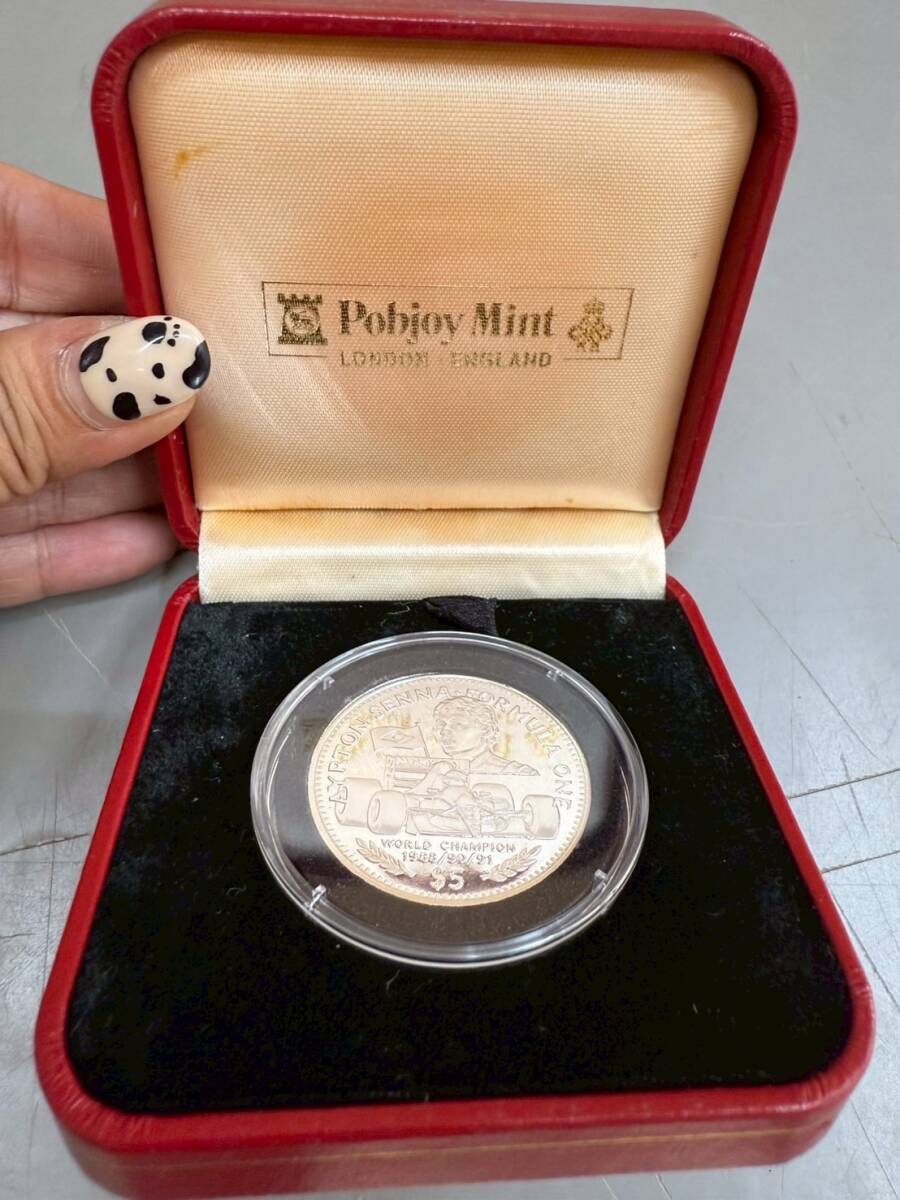 Pobjoy Mint
LONDON · ENGLAND
AYRTON SENNA · FORMULA ONE
WORLD CHAMPION
1988/90/91
$5